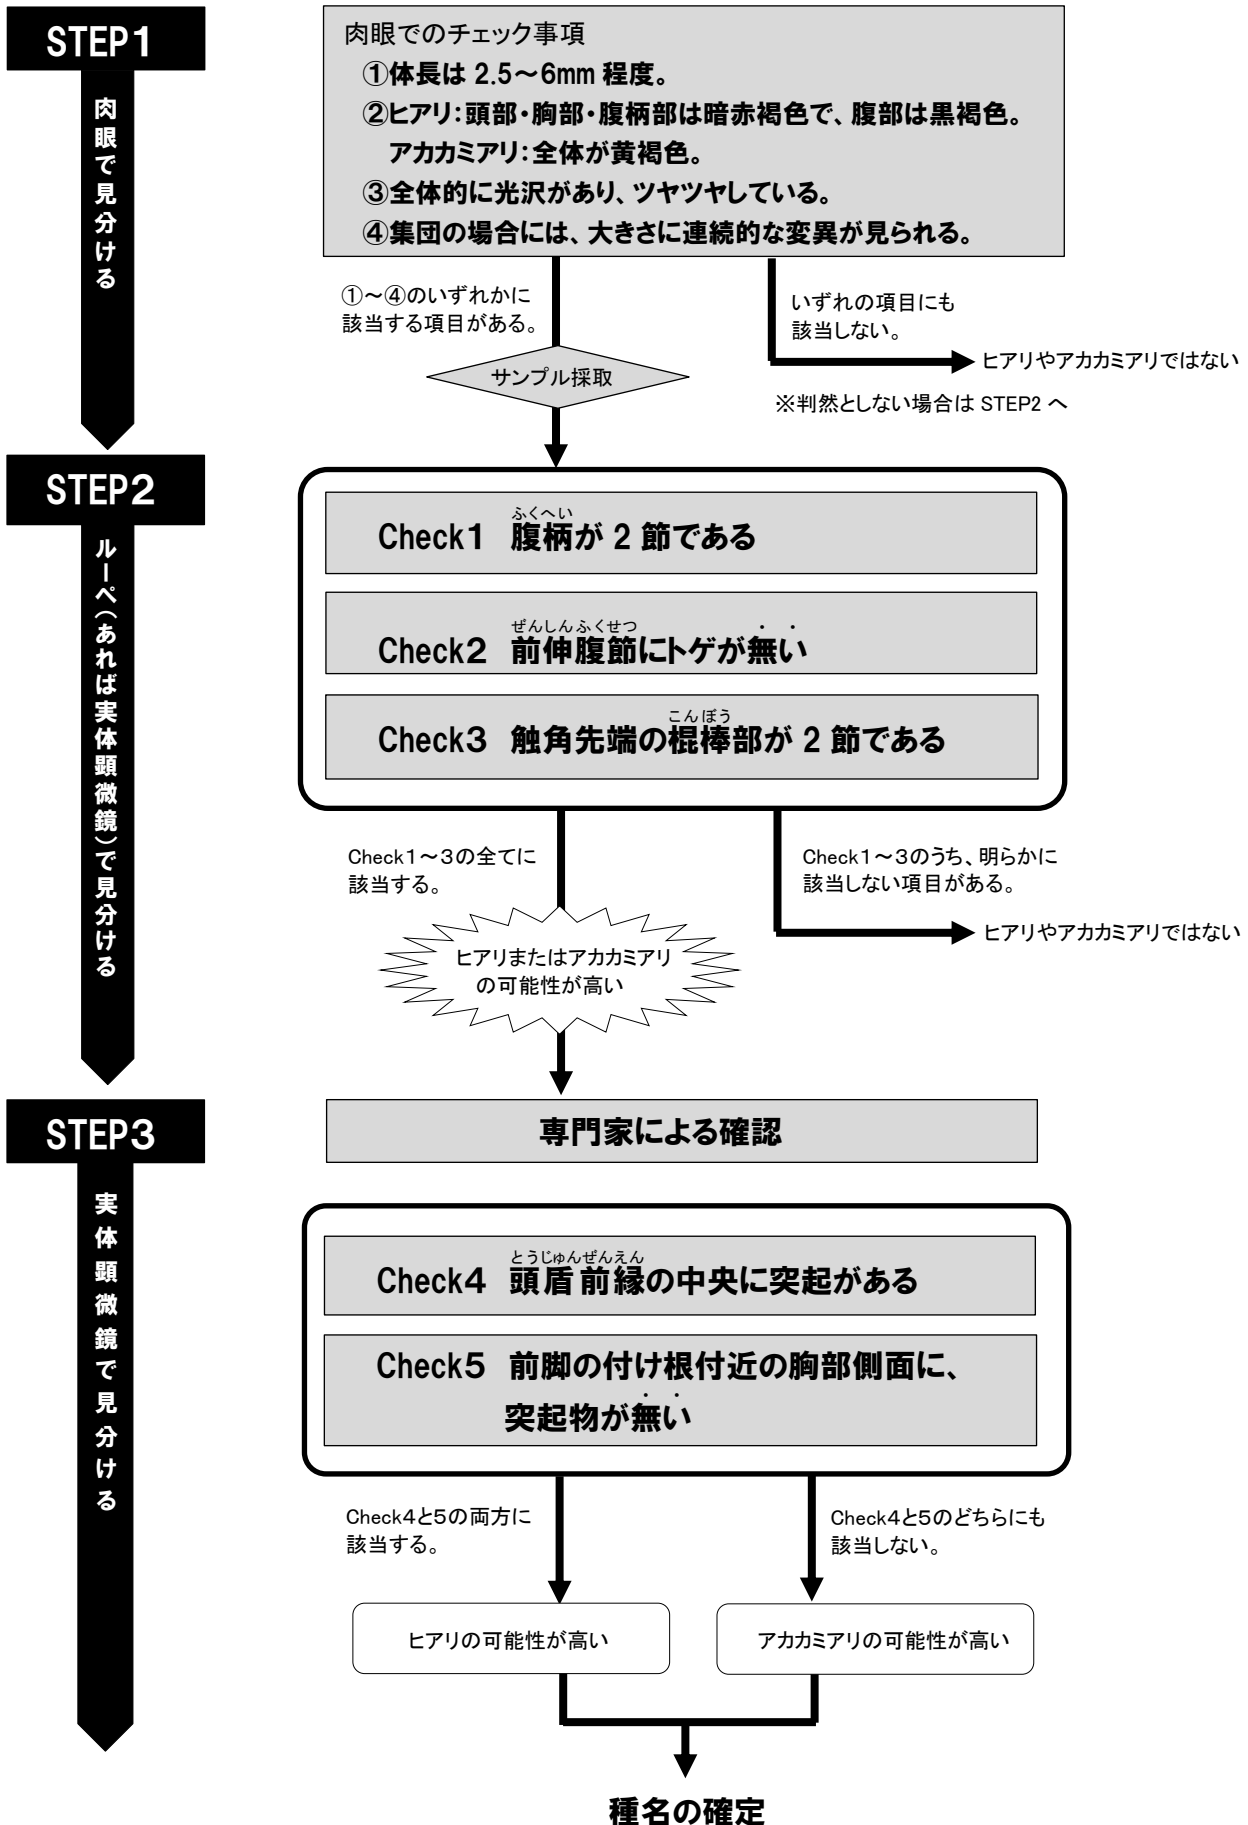 STEP1
肉眼で見分ける
肉眼でのチェック事項
①体長は 2.5～6mm 程度。
②ヒアリ：頭部・胸部・腹柄部は暗赤褐色で、腹部は黒褐色。
アカカミアリ：全体が黄褐色。
③全体的に光沢があり、ツヤツヤしている。
④集団の場合には、大きさに連続的な変異が見られる。
①～④のいずれかに
該当する項目がある。
いずれの項目にも
該当しない。
ヒアリやアカカミアリではない
サンプル採取
※判然としない場合は STEP2 へ
STEP2
ルーペ（あれば実体顕微鏡）で見分ける
ふくへい
Check1 腹柄が 2 節である
ぜんしんふくせつ
Check2 前伸腹節にトゲが無い
こんぼう
Check3 触角先端の棍棒部が 2 節である
Check１～３の全てに
該当する。
Check１～３のうち、明らかに
該当しない項目がある。
ヒアリやアカカミアリではない
ヒアリまたはアカカミアリ
の可能性が高い
STEP3
実体顕微鏡で見分ける
専門家による確認
とうじゅんぜんえん
Check4 頭盾前縁の中央に突起がある
Check5 前脚の付け根付近の胸部側面に、
突起物が無い
Check４と５の両方に
該当する。
Check４と５のどちらにも
該当しない。
ヒアリの可能性が高い
アカカミアリの可能性が高い
種名の確定